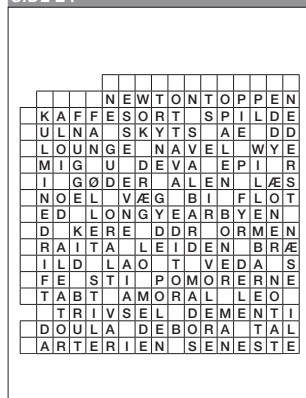 NEWTONTOPPEN
KAFFESORT SPILDE
ULNA SKYTS AE DD
LOUNGE NAVEL WYE
MIG U DEVA EPI R
I GØDER ALEN LÆS
NOEL VÆG BI FLOT
ED LONGYEARBYEN
D KERE DDR ORMEN
RAITA LEIDEN BRÆ
ILD LAO T VEDA S
FE STI POMORERNE
TABT AMORAL LEO
TRIVSEL DEMENTI
DOULA DEBORA TAL
ARTERIEN SENESTE